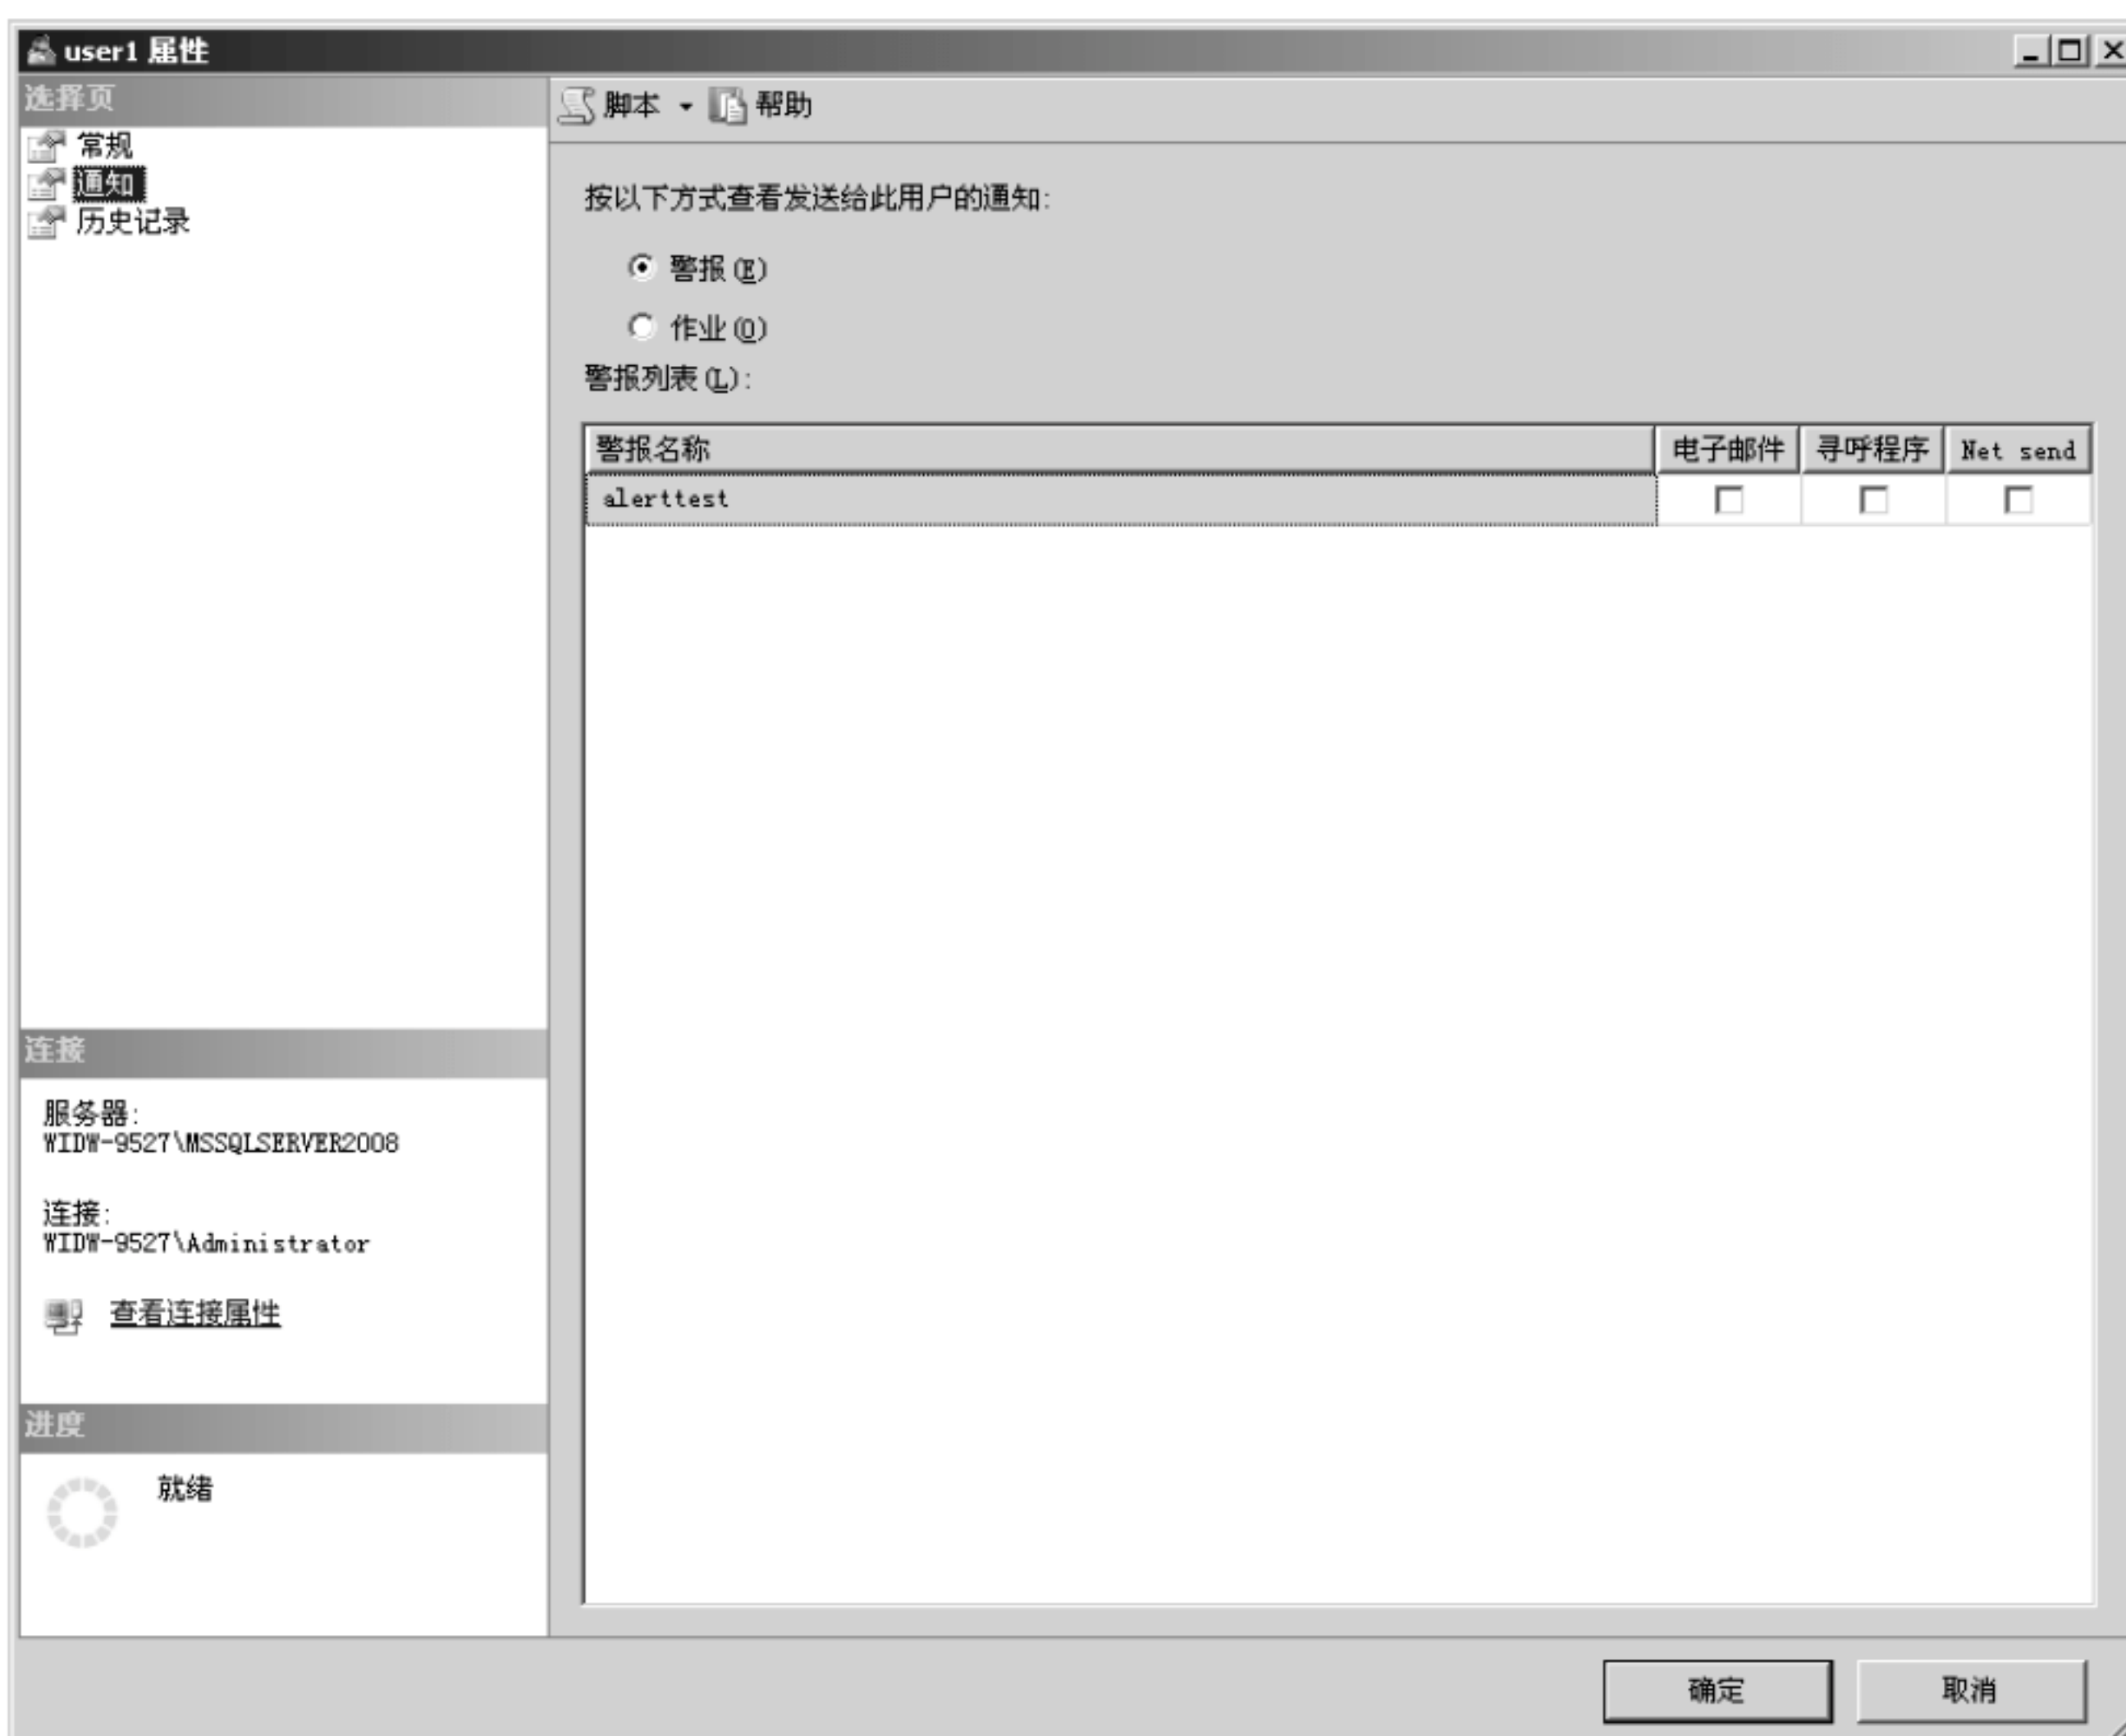 user1 属性
选择页
常规
通知
历史记录
脚本 帮助
按以下方式查看发送给此用户的通知:
警报(E)
作业(O)
警报列表(L):
警报名称 电子邮件 寻呼程序 Net send
alerttest
连接
服务器:
WIDW-9527\MSSQLSERVER2008
连接:
WIDW-9527\Administrator
查看连接属性
进度
就绪
确定 取消